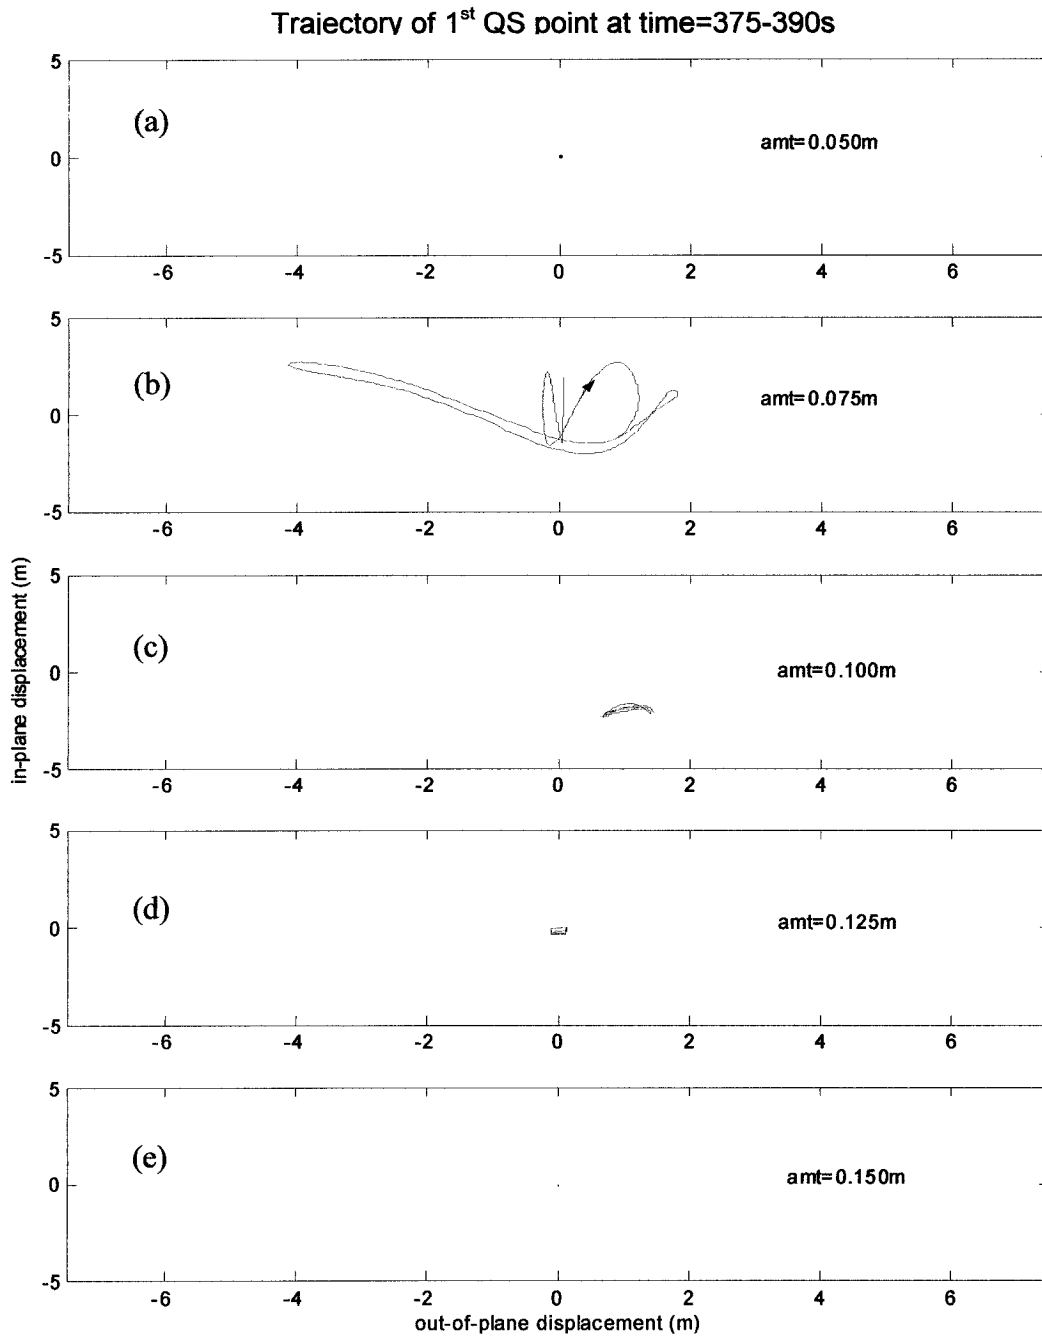 Trajectory of 1st QS point at time=375-390s
5
(a)
amt=0.050m
0
-5
-6 -4 -2 0 2 4 6
5
(b)
amt=0.075m
0
-5
-6 -4 -2 0 2 4 6
in-plane displacement (m)
5
(c)
amt=0.100m
0
-5
-6 -4 -2 0 2 4 6
5
(d)
amt=0.125m
0
-5
-6 -4 -2 0 2 4 6
5
(e)
amt=0.150m
0
-5
-6 -4 -2 0 2 4 6
out-of-plane displacement (m)